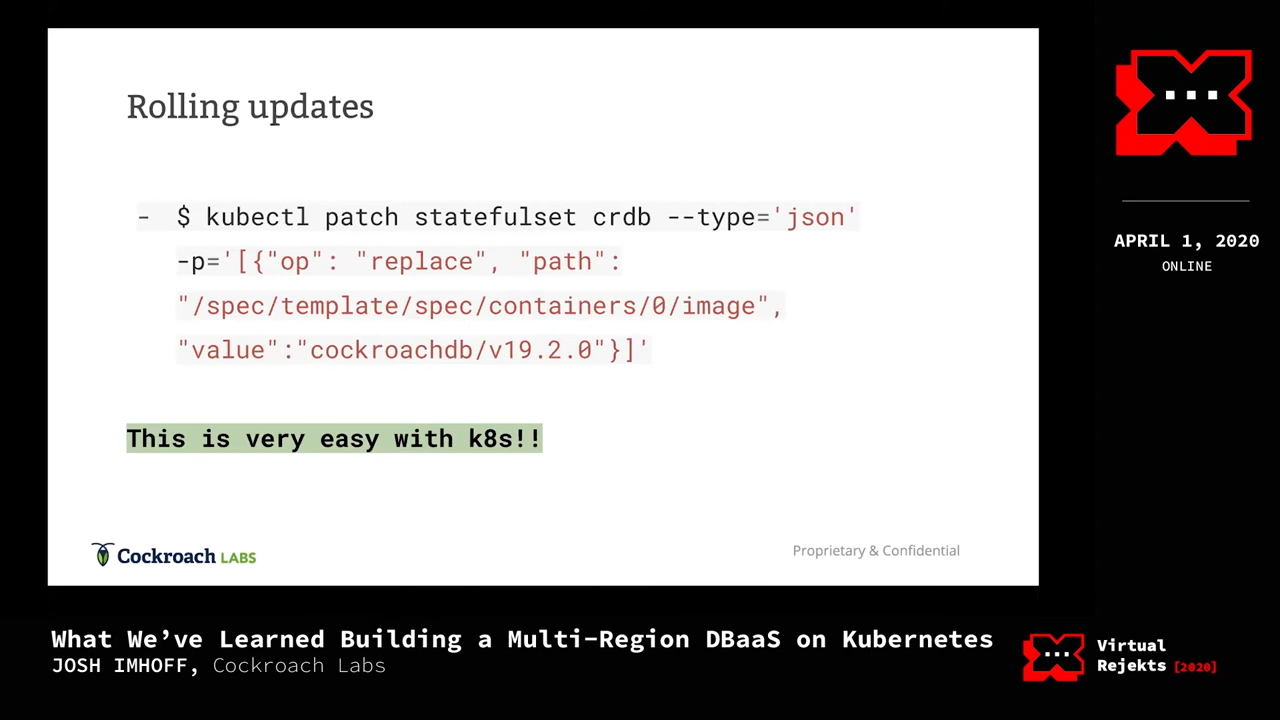 Rolling updates
- $ kubectl patch statefulset crdb --type='json'
-p='[{"op": "replace", "path":
"/spec/template/spec/containers/0/image",
"value":"cockroachdb/v19.2.0"}]'
This is very easy with k8s!!
Cockroach LABS
Proprietary & Confidential
APRIL 1, 2020
ONLINE
What We’ve Learned Building a Multi-Region DBaaS on Kubernetes
JOSH IMHOFF, Cockroach Labs
Virtual
Rejekts [2020]